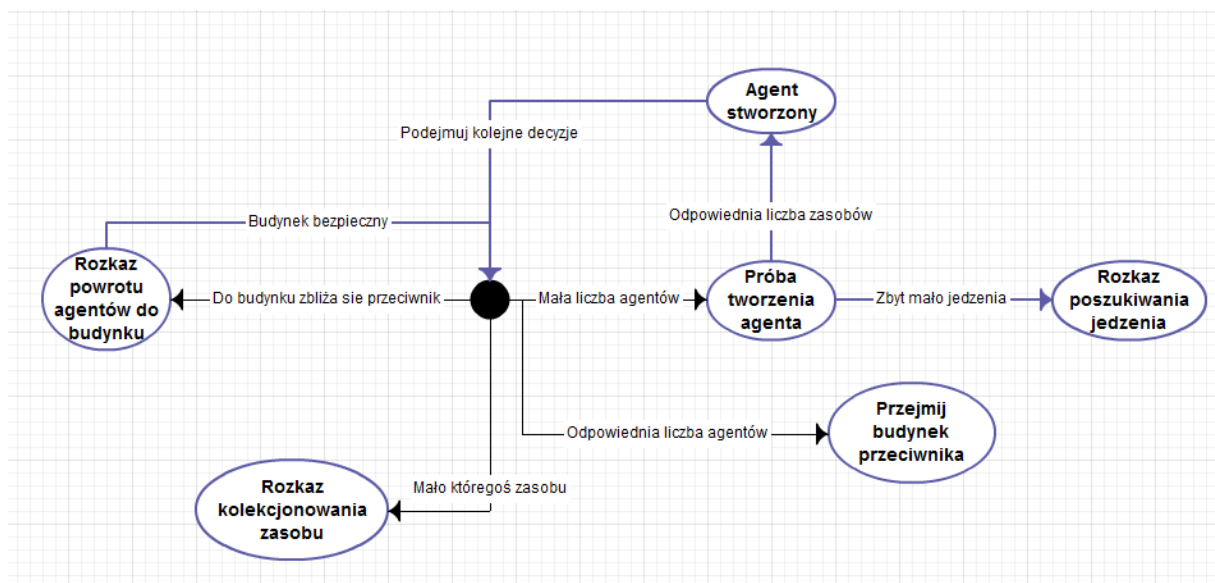 Agent
stworzony
Podejmuj kolejne decyzje
Odpowiednia liczba zasobów
Budynek bezpieczny
Rozkaz
powrotu
agentów do
budynku
Do budynku zbliża sie przeciwnik
Mała liczba agentów
Próba
tworzenia
agenta
Zbyt mało jedzenia
Rozkaz
poszukiwania
jedzenia
Przejmij
budynek
przeciwnika
Odpowiednia liczba agentów
Mało któregoś zasobu
Rozkaz
kolekcjonowania
zasobu